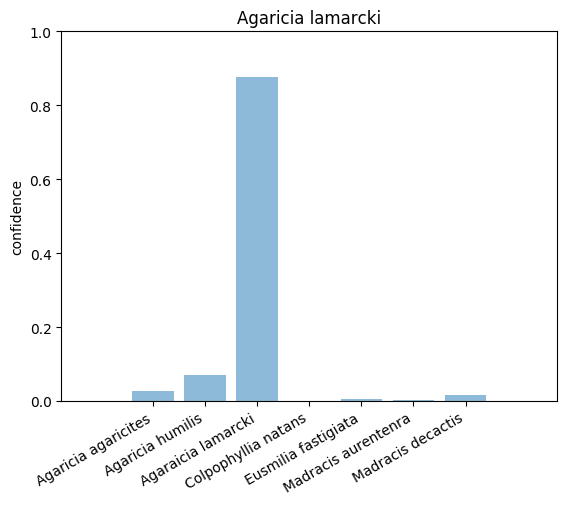 Agaricia lamarcki
1.0
0.8
0.6
0.4
0.2
0.0
confidence
Agaricia agaricites
Agaricia humilis
Agaraicia lamarcki
Colpophyllia natans
Eusmilia fastigiata
Madracis aurentenra
Madracis decactis